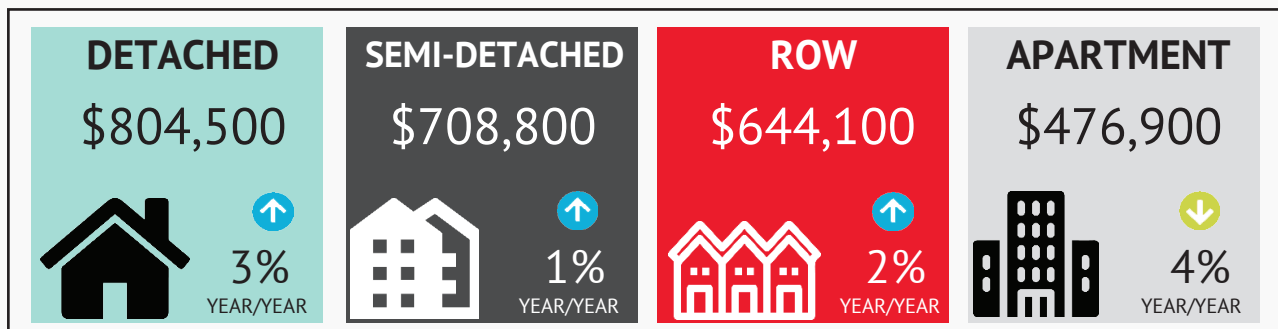 DETACHED
$804,500
3%
YEAR/YEAR
SEMI-DETACHED
$708,800
1%
YEAR/YEAR
ROW
$644,100
2%
YEAR/YEAR
APARTMENT
$476,900
4%
YEAR/YEAR